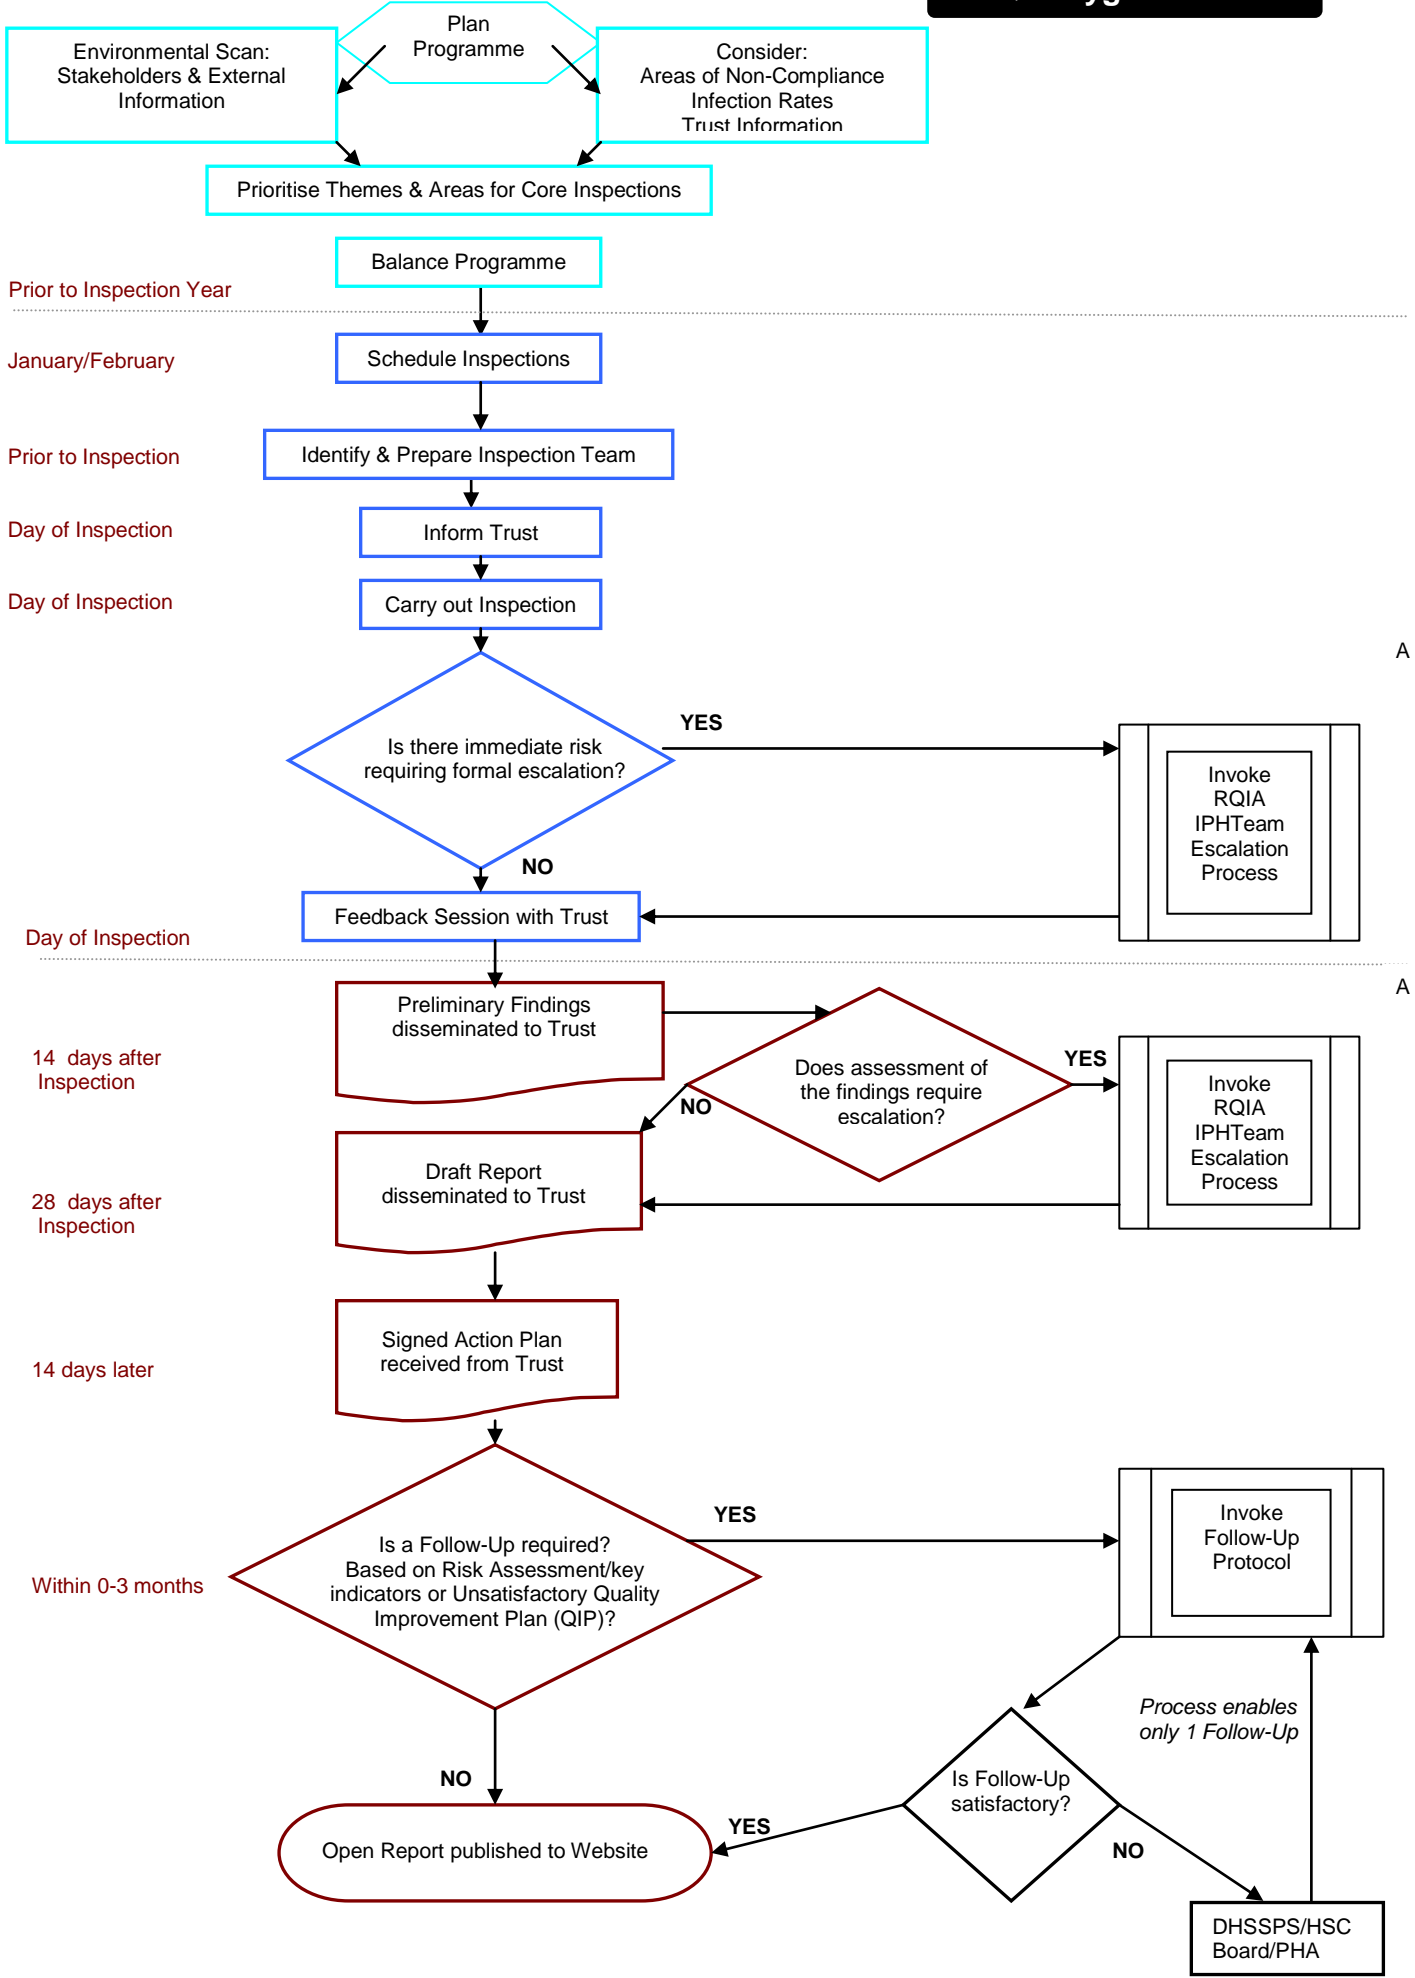 Plan
Programme
Environmental Scan:
Stakeholders & External
Information
Consider:
Areas of Non-Compliance
Infection Rates
Trust Information
Prioritise Themes & Areas for Core Inspections
Balance Programme
Prior to Inspection Year
January/February
Schedule Inspections
Prior to Inspection
Identify & Prepare Inspection Team
Day of Inspection
Inform Trust
Day of Inspection
Carry out Inspection
A
Is there immediate risk
requiring formal escalation?
YES
Invoke
RQIA
IPHTeam
Escalation
Process
NO
Feedback Session with Trust
Day of Inspection
A
Preliminary Findings
disseminated to Trust
14 days after
Inspection
Does assessment of
the findings require
escalation?
YES
Invoke
RQIA
IPHTeam
Escalation
Process
NO
Draft Report
disseminated to Trust
28 days after
Inspection
Signed Action Plan
received from Trust
14 days later
Is a Follow-Up required?
Based on Risk Assessment/key
indicators or Unsatisfactory Quality
Improvement Plan (QIP)?
Within 0-3 months
YES
Invoke
Follow-Up
Protocol
Process enables
only 1 Follow-Up
NO
Is Follow-Up
satisfactory?
YES
NO
Open Report published to Website
DHSSPS/HSC
Board/PHA